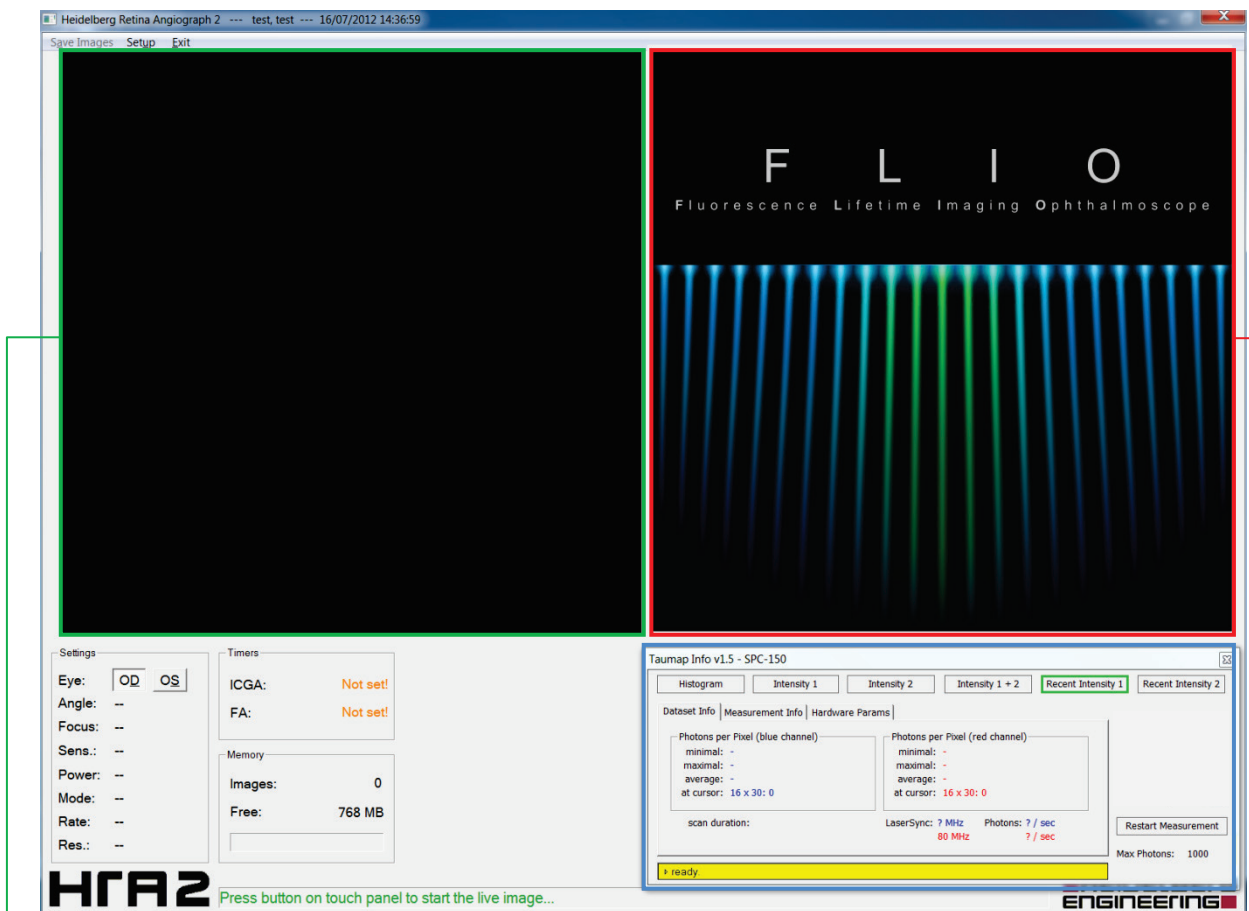 Heidelberg Retina Angiograph 2 --- test, test --- 16/07/2012 14:36:59
Save Images Setup Exit
F L I O
Fluorescence Lifetime Imaging Ophthalmoscope
Settings
Eye: OD OS
Angle: --
Focus: --
Sens.: --
Power: --
Mode: --
Rate: --
Res.: --
Timers
ICGA: Not set!
FA: Not set!
Memory
Images: 0
Free: 768 MB
Taumap Info v1.5 - SPC-150
Histogram Intensity 1 Intensity 2 Intensity 1 + 2 Recent Intensity 1 Recent Intensity 2
Dataset Info Measurement Info Hardware Params
Photons per Pixel (blue channel)
minimal: -
maximal: -
average: -
at cursor: 16 x 30: 0
Photons per Pixel (red channel)
minimal: -
maximal: -
average: -
at cursor: 16 x 30: 0
scan duration: LaserSync: ? MHz Photons: ? / sec
80 MHz ? / sec
Restart Measurement
Max Photons: 1000
ready
HRA2
Press button on touch panel to start the live image...
ENGINEERING